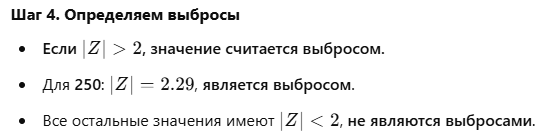 Шаг 4. Определяем выбросы
• Если |Z| > 2, значение считается выбросом.
• Для 250: |Z| = 2.29, является выбросом.
• Все остальные значения имеют |Z| < 2, не являются выбросами.